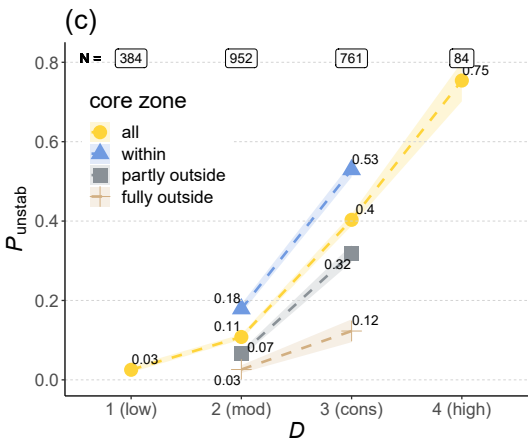 (c)
N = 384 952 761 84
0.8
0.75
core zone
all
within
partly outside
fully outside
0.6
0.53
0.4
0.4
0.32
0.2
0.18
0.11
0.07
0.12
0.03
0.03
0.0
P unstab
1 (low) 2 (mod) 3 (cons) 4 (high)
D